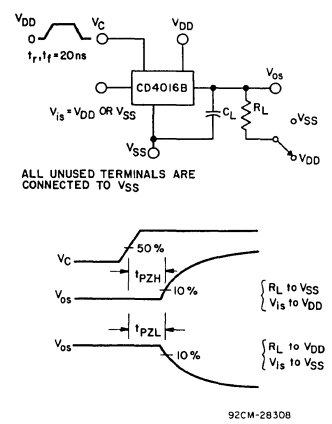 VDD
0
tr, tf = 20ns
VC
VDD
CD4016B
Vis = VDD OR VSS
VSS
CL
RL
Vos
VSS
VDD
ALL UNUSED TERMINALS ARE
CONNECTED TO VSS
VC
50%
tPZH
10%
Vos
RL to VSS
Vis to VDD
tPZL
Vos
10%
RL to VDD
Vis to VSS
92CM-28308